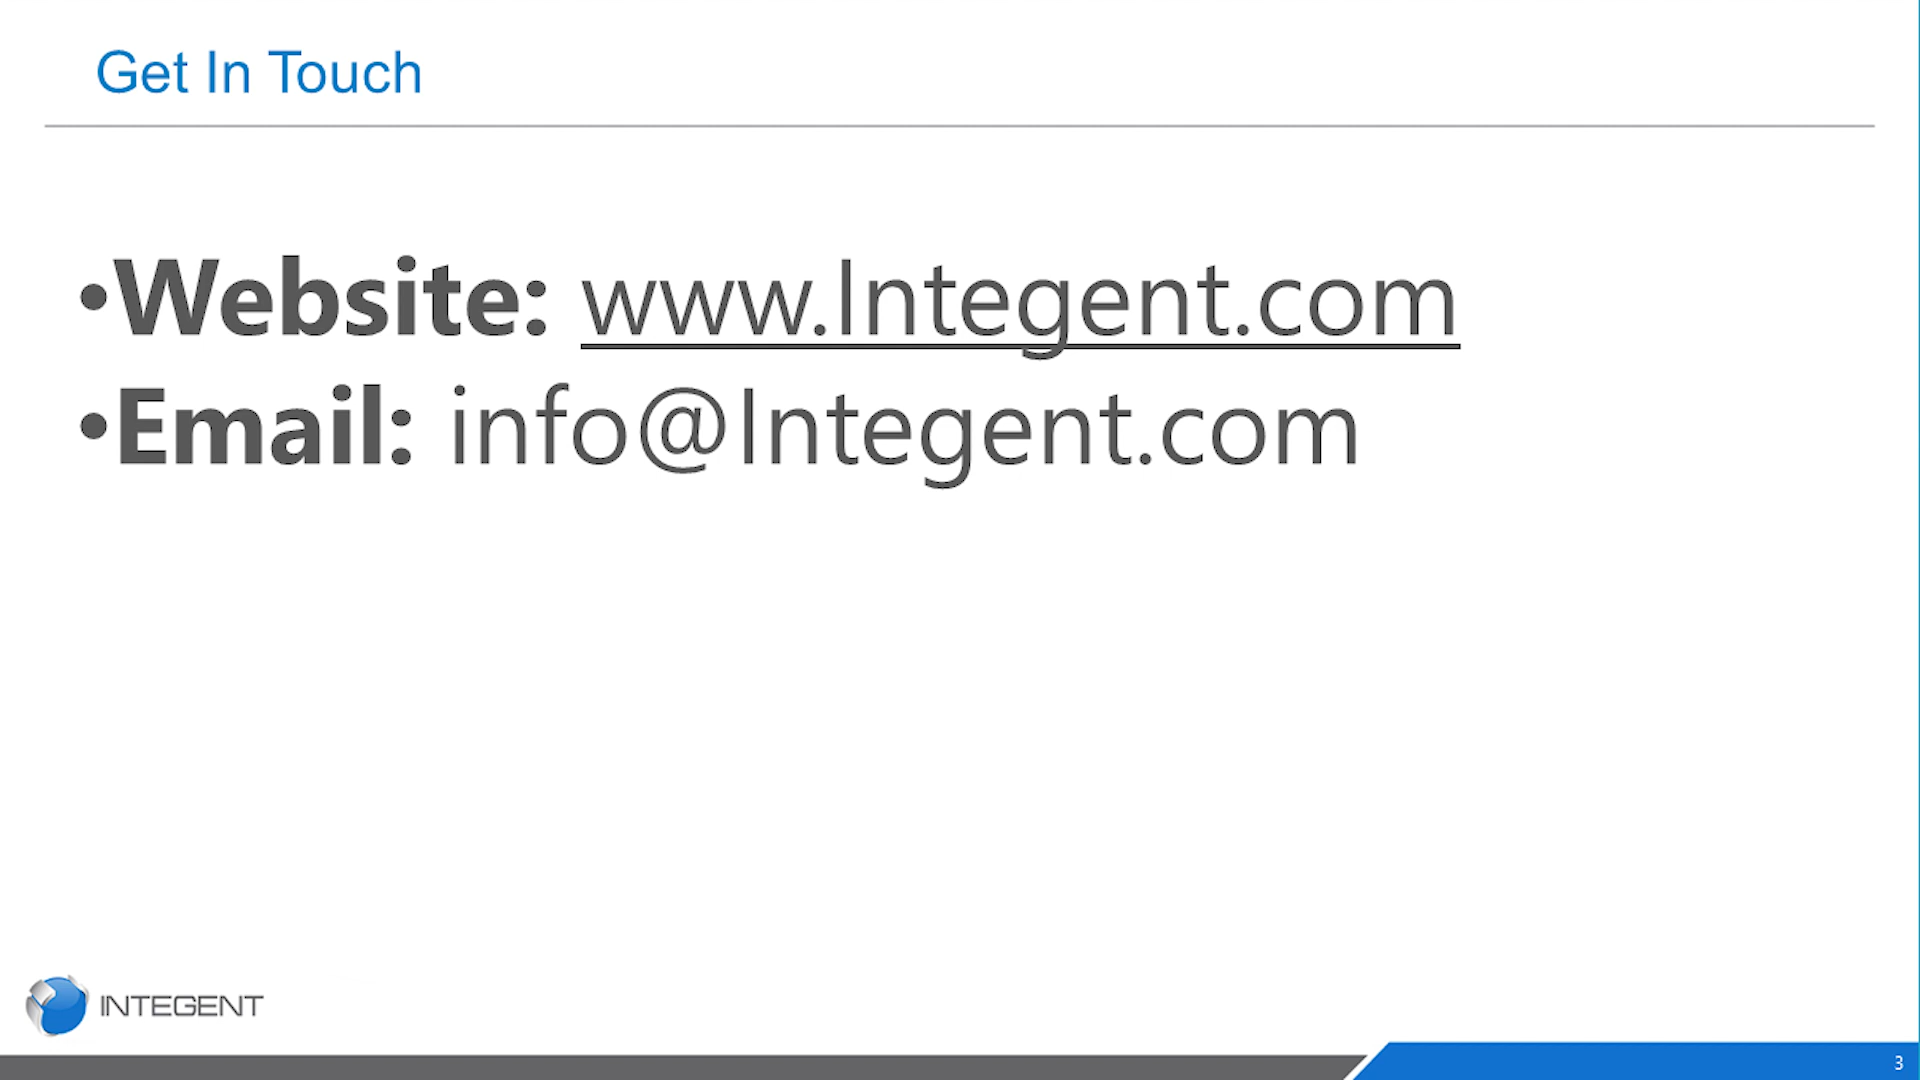 Get In Touch
•Website: www.Integent.com
•Email: info@Integent.com
INTEGENT
3